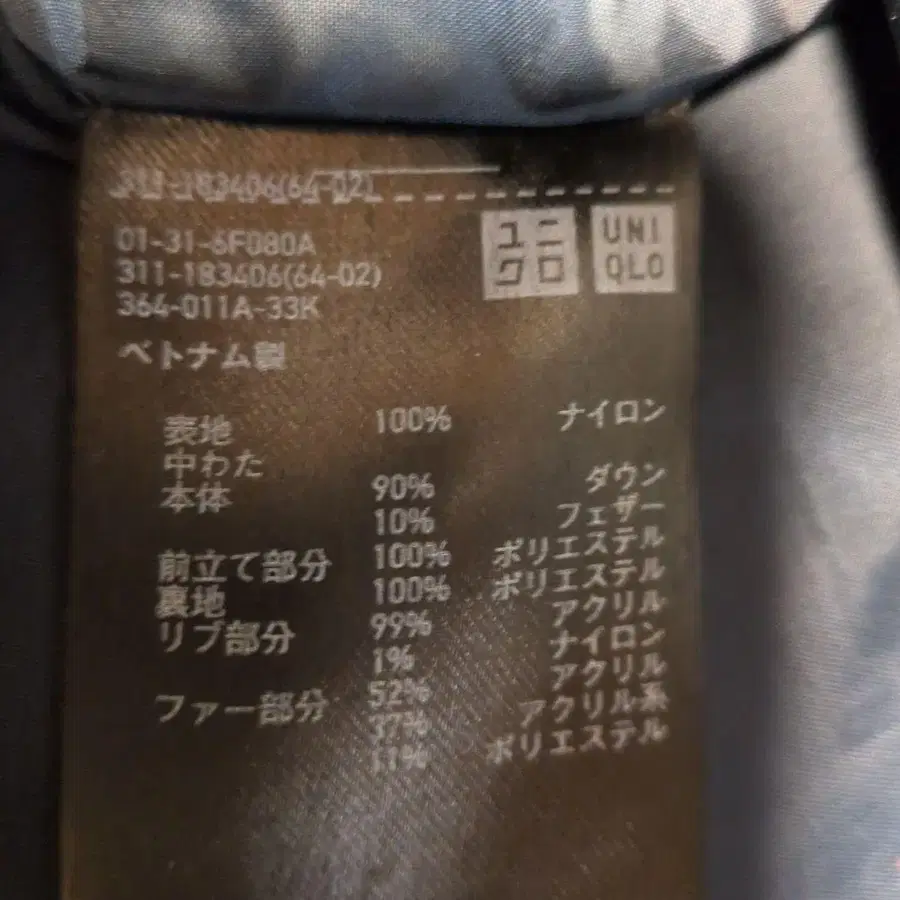 311-183406(64-02)
ユニクロ
UNIQLO
01-31-6F080A
311-183406(64-02)
364-011A-33K
ベトナム製
表地 100% ナイロン
中わた
本体 90% ダウン
10% フェザー
前立て部分 100% ポリエステル
裏地 100% ポリエステル
リブ部分 99% アクリル
1% ナイロン
ファー部分 52% アクリル
37% アクリル系
11% ポリエステル